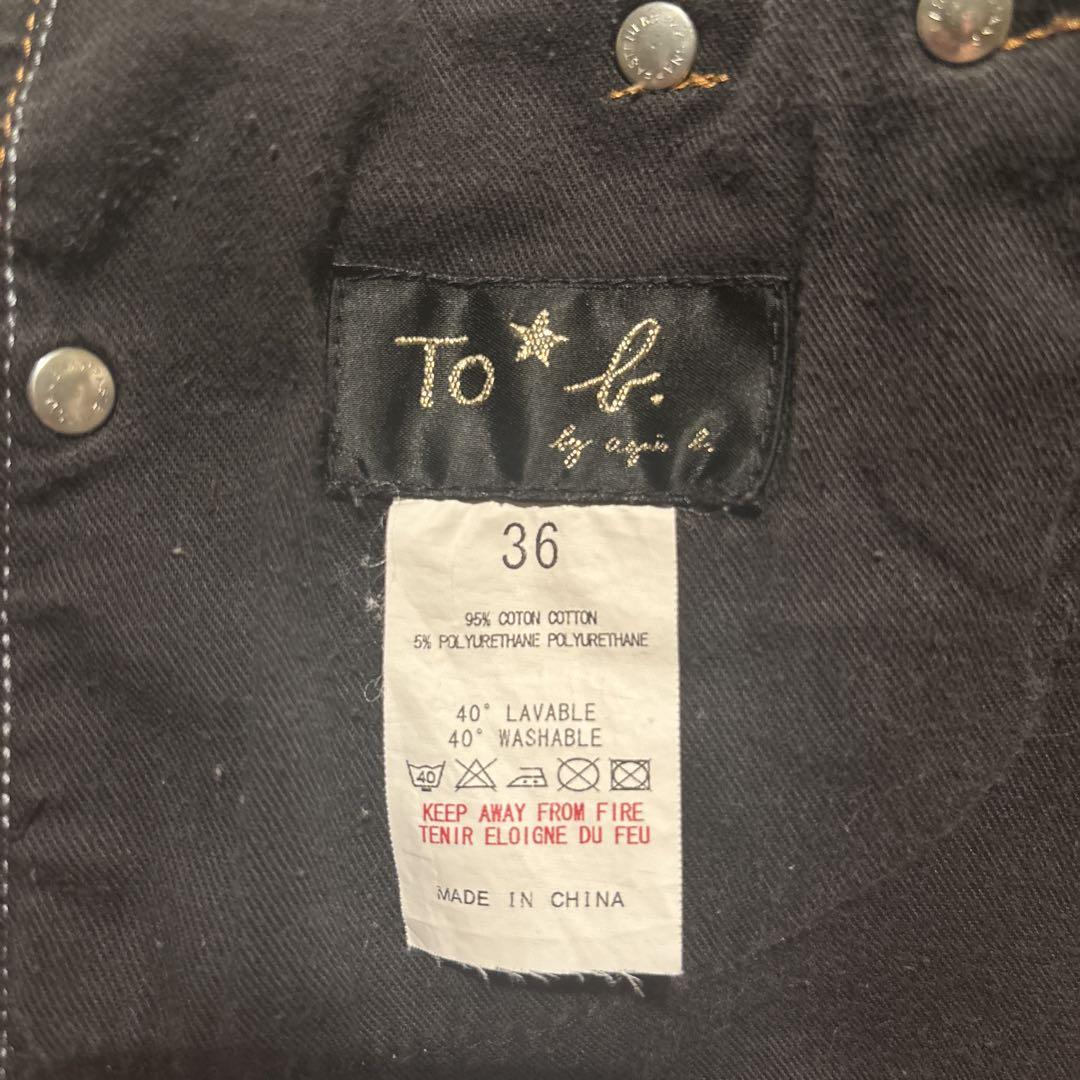 To b.
by agnès b.
36
95% COTON COTTON
5% POLYURETHANE POLYURETHANE
40° LAVABLE
40° WASHABLE
40
KEEP AWAY FROM FIRE
TENIR ELOIGNE DU FEU
MADE IN CHINA